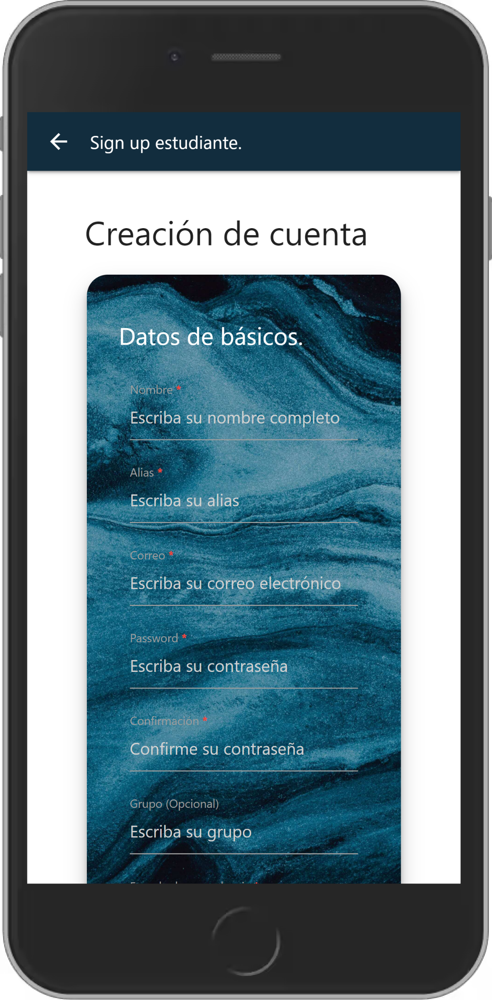 Sign up estudiante.
Creación de cuenta
Datos de básicos.
Nombre *
Escriba su nombre completo
Alias *
Escriba su alias
Correo *
Escriba su correo electrónico
Password *
Escriba su contraseña
Confirmación *
Confirme su contraseña
Grupo (Opcional)
Escriba su grupo